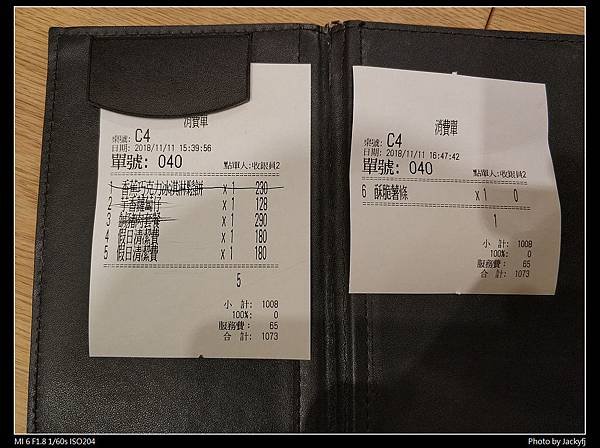 消費單
桌號: C4
日期: 2018/11/11 15:39:56
單號: 040
點單人:收銀員2
1 香蕉巧克力冰淇淋鬆餅 x 1 230
2 x 1 128
3 x 1 290
4 假日清潔費 x 1 180
5 假日清潔費 x 1 180
5
小 計: 1008
100%: 0
服務費: 65
合 計: 1073
消費單
桌號: C4
日期: 2018/11/11 16:47:42
單號: 040
點單人:收銀員2
6 酥脆薯條 x 1 0
1
小 計: 1008
100%: 0
服務費: 65
合 計: 1073
MI 6 F1.8 1/60s ISO204
Photo by Jackyfj